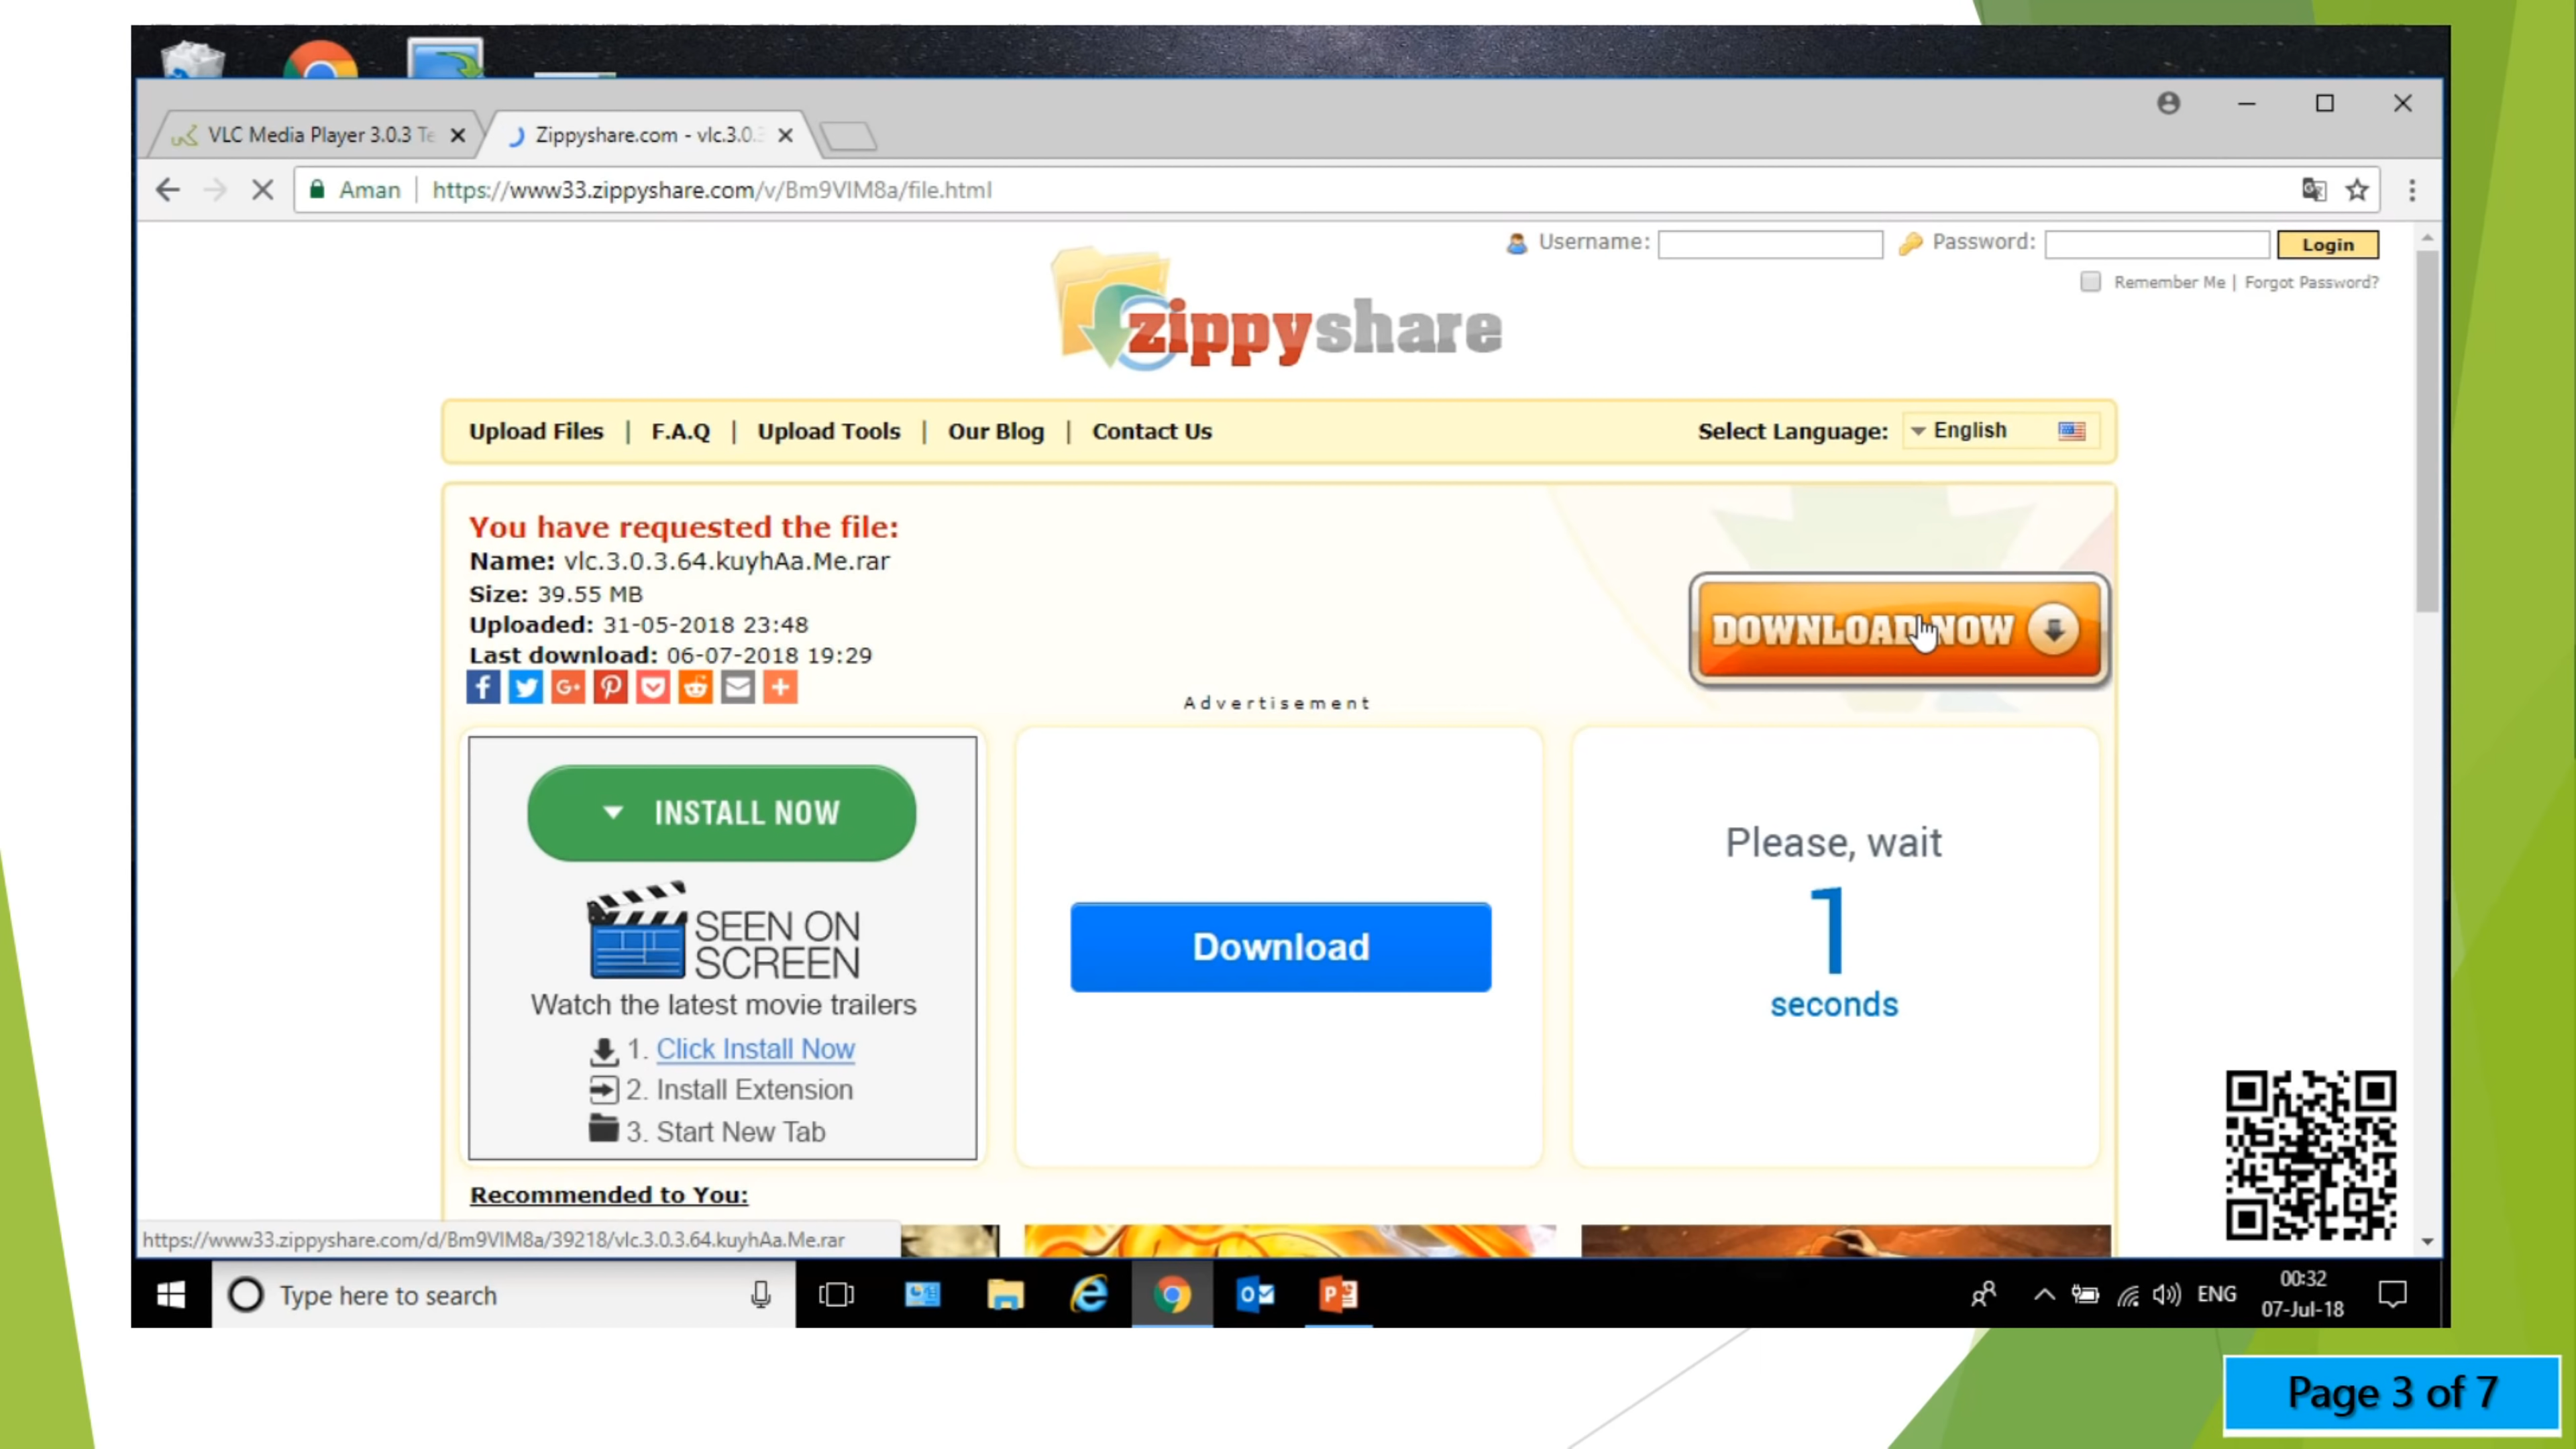 VLC Media Player 3.0.3 Te
Zippyshare.com - vlc.3.0.
Aman | https://www33.zippyshare.com/v/Bm9VIM8a/file.html
Username: Password: Login
Remember Me | Forgot Password?
zippyshare
Upload Files | F.A.Q | Upload Tools | Our Blog | Contact Us Select Language: English
You have requested the file:
Name: vlc.3.0.3.64.kuyhAa.Me.rar
Size: 39.55 MB
Uploaded: 31-05-2018 23:48
Last download: 06-07-2018 19:29
DOWNLOAD NOW
Advertisement
INSTALL NOW
SEEN ON
SCREEN
Watch the latest movie trailers
1. Click Install Now
2. Install Extension
3. Start New Tab
Download
Please, wait
1
seconds
Recommended to You:
https://www33.zippyshare.com/d/Bm9VIM8a/39218/vlc.3.0.3.64.kuyhAa.Me.rar
Type here to search
ENG
00:32
07-Jul-18
Page 3 of 7